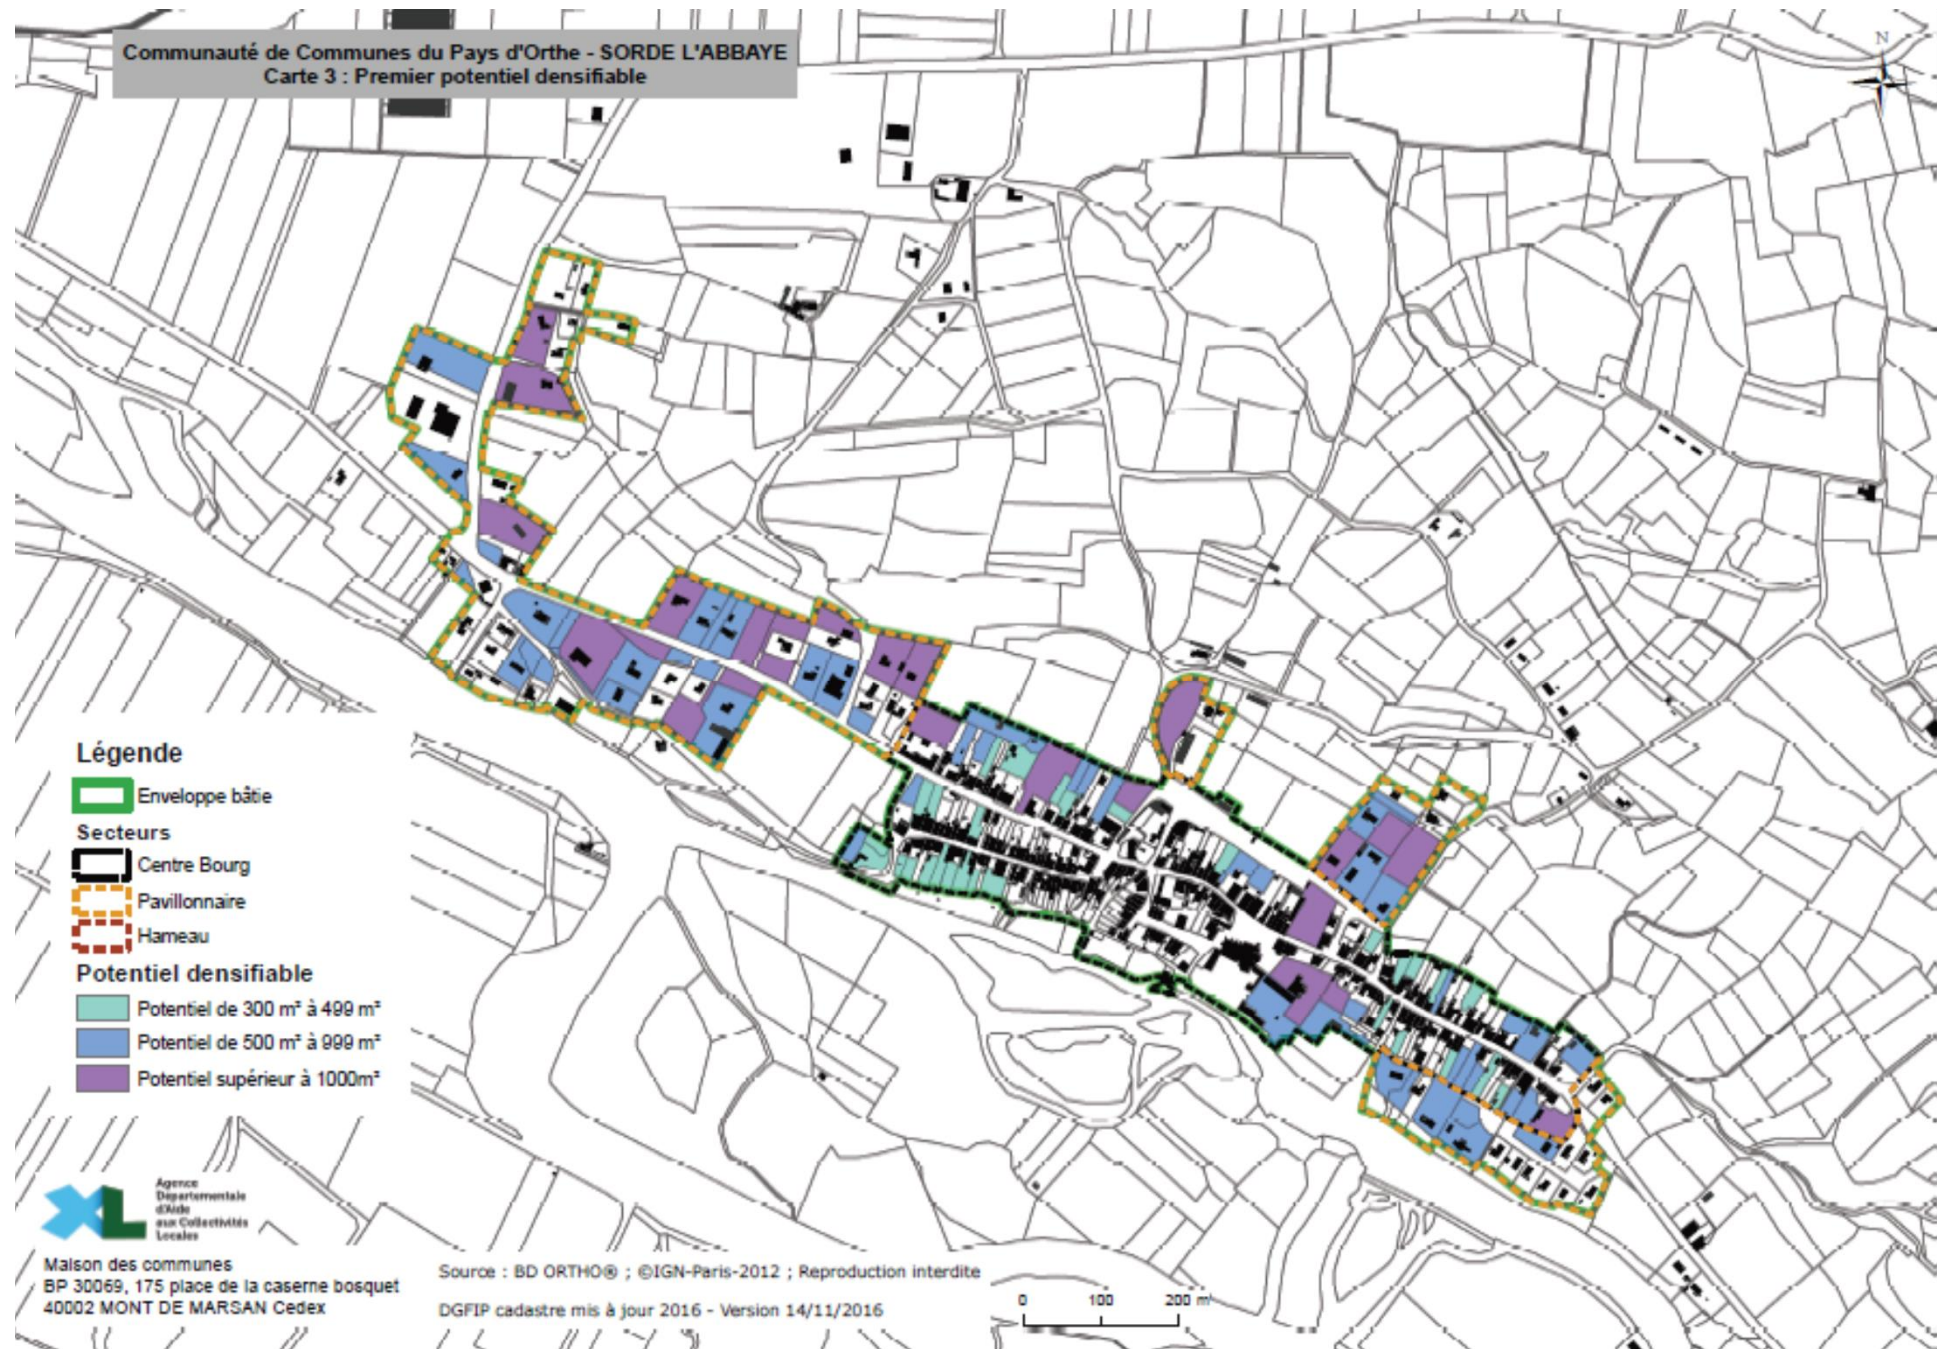 Communauté de Communes du Pays d'Orthe - SORDE L'ABBAYE
Carte 3 : Premier potentiel densifiable
N
Légende
Enveloppe bâtie
Secteurs
Centre Bourg
Pavillonnaire
Hameau
Potentiel densifiable
Potentiel de 300 m² à 499 m²
Potentiel de 500 m² à 999 m²
Potentiel supérieur à 1000m²
XL
Agence
Départementale
d'Aide
aux Collectivités
Locales
Maison des communes
BP 30069, 175 place de la caserne bosquet
40002 MONT DE MARSAN Cedex
Source : BD ORTHO® ; ©IGN-Paris-2012 ; Reproduction interdite
DGFIP cadastre mis à jour 2016 - Version 14/11/2016
0 100 200 m